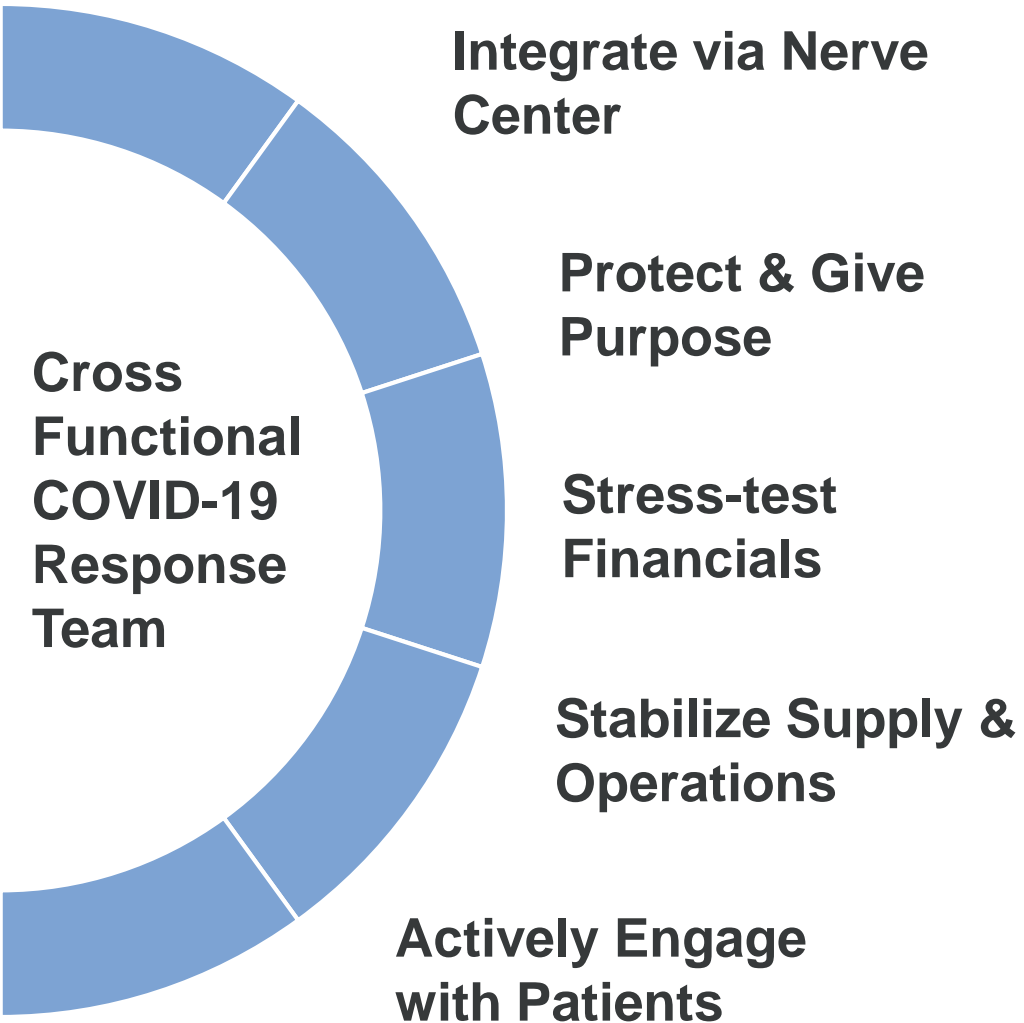 Integrate via Nerve
Center
Protect & Give
Purpose
Cross
Functional
COVID-19
Response
Team
Stress-test
Financials
Stabilize Supply &
Operations
Actively Engage
with Patients